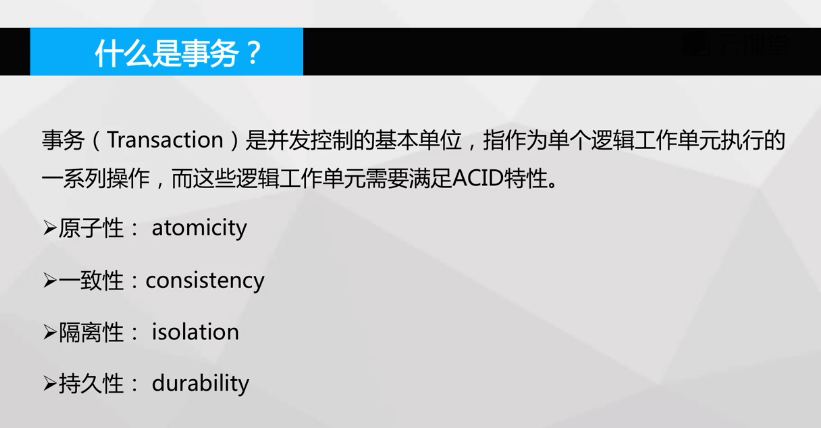 什么是事务？
事务（Transaction）是并发控制的基本单位，指作为单个逻辑工作单元执行的
一系列操作，而这些逻辑工作单元需要满足ACID特性。
➢原子性： atomicity
➢一致性：consistency
➢隔离性： isolation
➢持久性： durability